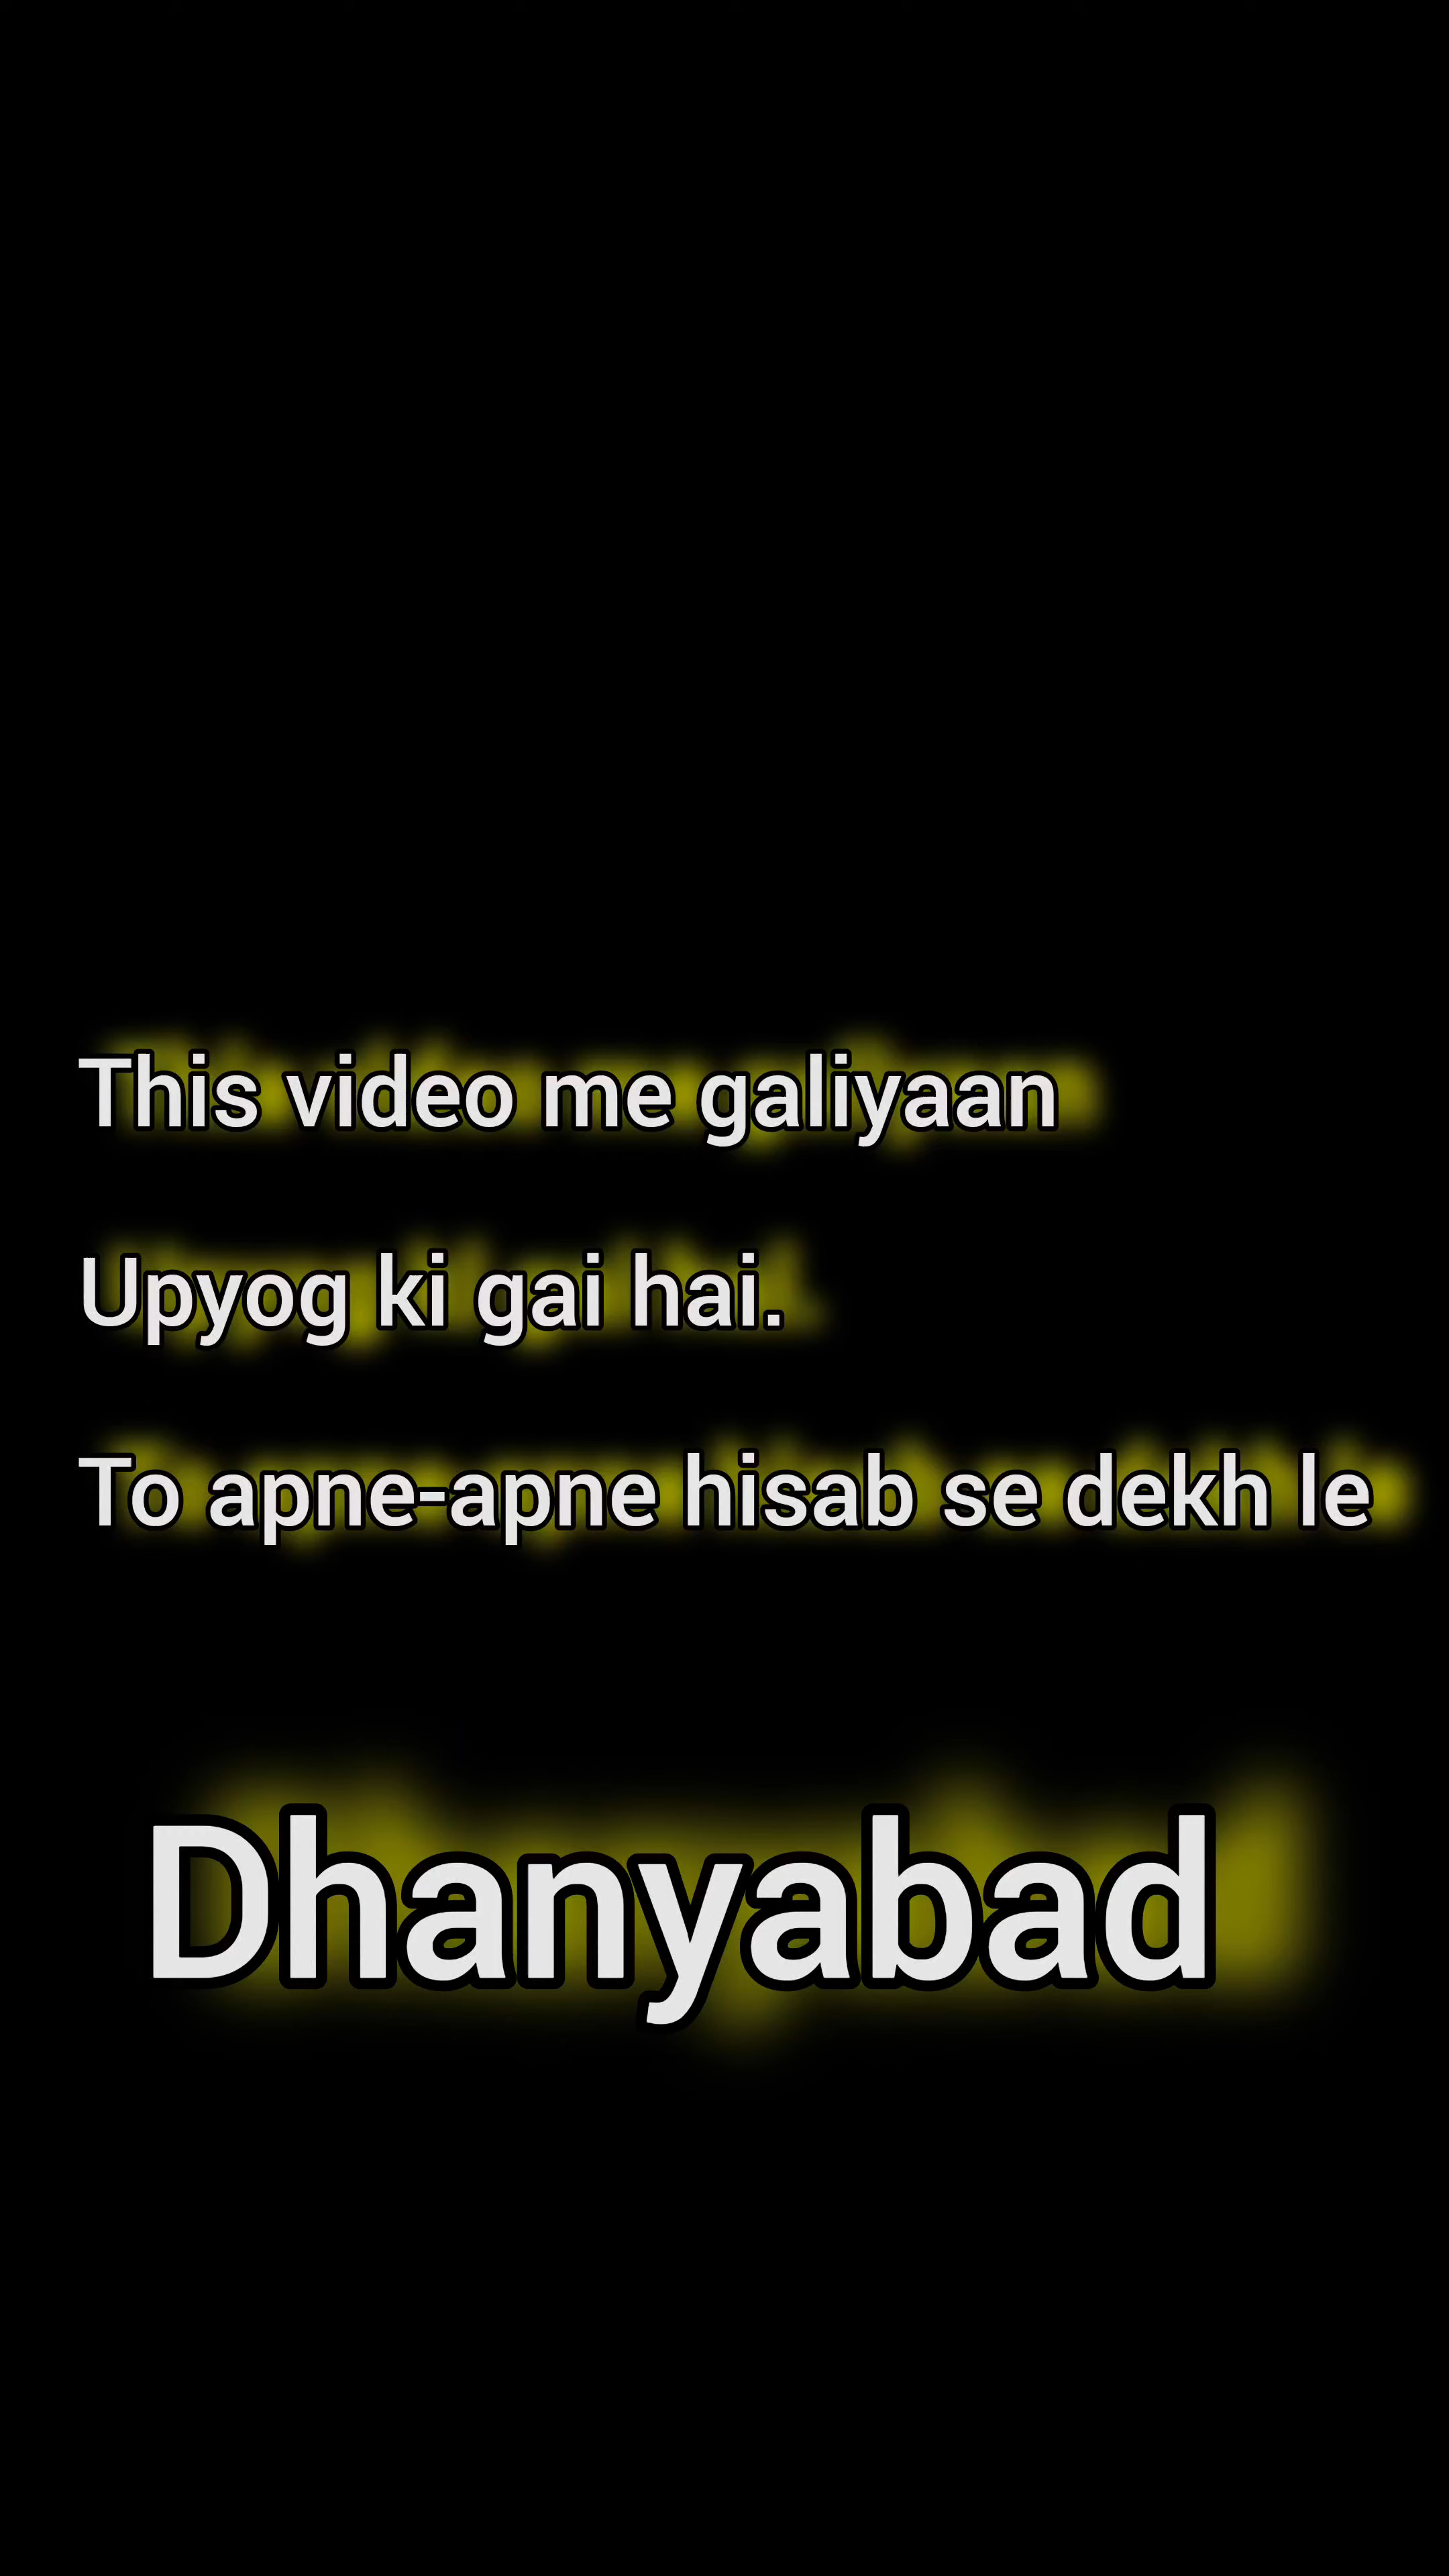 This video me galiyaan
Upyog ki gai hai.
To apne-apne hisab se dekh le
Dhanyabad